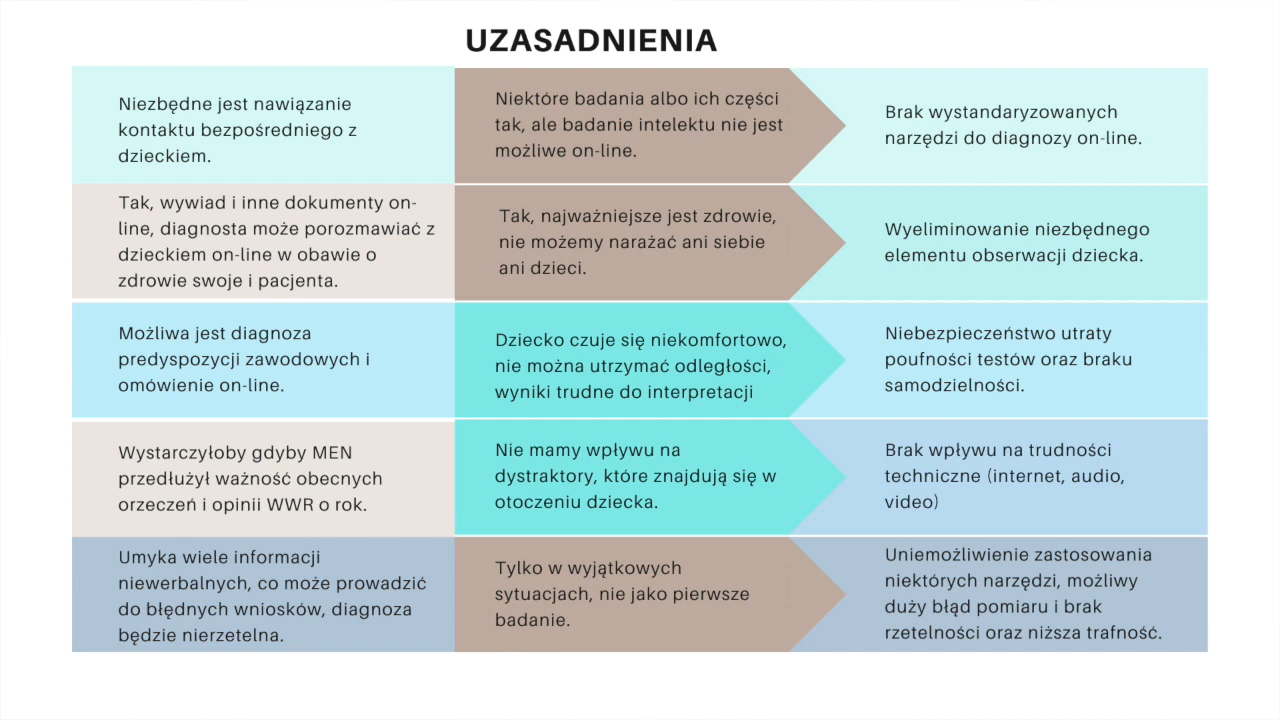 UZASADNIENIA
Niezbędne jest nawiązanie
kontaktu bezpośredniego z
dzieckiem.
Niektóre badania albo ich części
tak, ale badanie intelektu nie jest
możliwe on-line.
Brak wystandaryzowanych
narzędzi do diagnozy on-line.
Tak, wywiad i inne dokumenty on-
line, diagnosta może porozmawiać z
dzieckiem on-line w obawie o
zdrowie swoje i pacjenta.
Tak, najważniejsze jest zdrowie,
nie możemy narażać ani siebie
ani dzieci.
Wyeliminowanie niezbędnego
elementu obserwacji dziecka.
Możliwa jest diagnoza
predyspozycji zawodowych i
omówienie on-line.
Dziecko czuje się niekomfortowo,
nie można utrzymać odległości,
wyniki trudne do interpretacji
Niebezpieczeństwo utraty
poufności testów oraz braku
samodzielności.
Wystarczyłoby gdyby MEN
przedłużył ważność obecnych
orzeczeń i opinii WWR o rok.
Nie mamy wpływu na
dystraktory, które znajdują się w
otoczeniu dziecka.
Brak wpływu na trudności
techniczne (internet, audio,
video)
Umyka wiele informacji
niewerbalnych, co może prowadzić
do błędnych wniosków, diagnoza
będzie nierzetelna.
Tylko w wyjątkowych
sytuacjach, nie jako pierwsze
badanie.
Uniemożliwienie zastosowania
niektórych narzędzi, możliwy
duży błąd pomiaru i brak
rzetelności oraz niższa trafność.